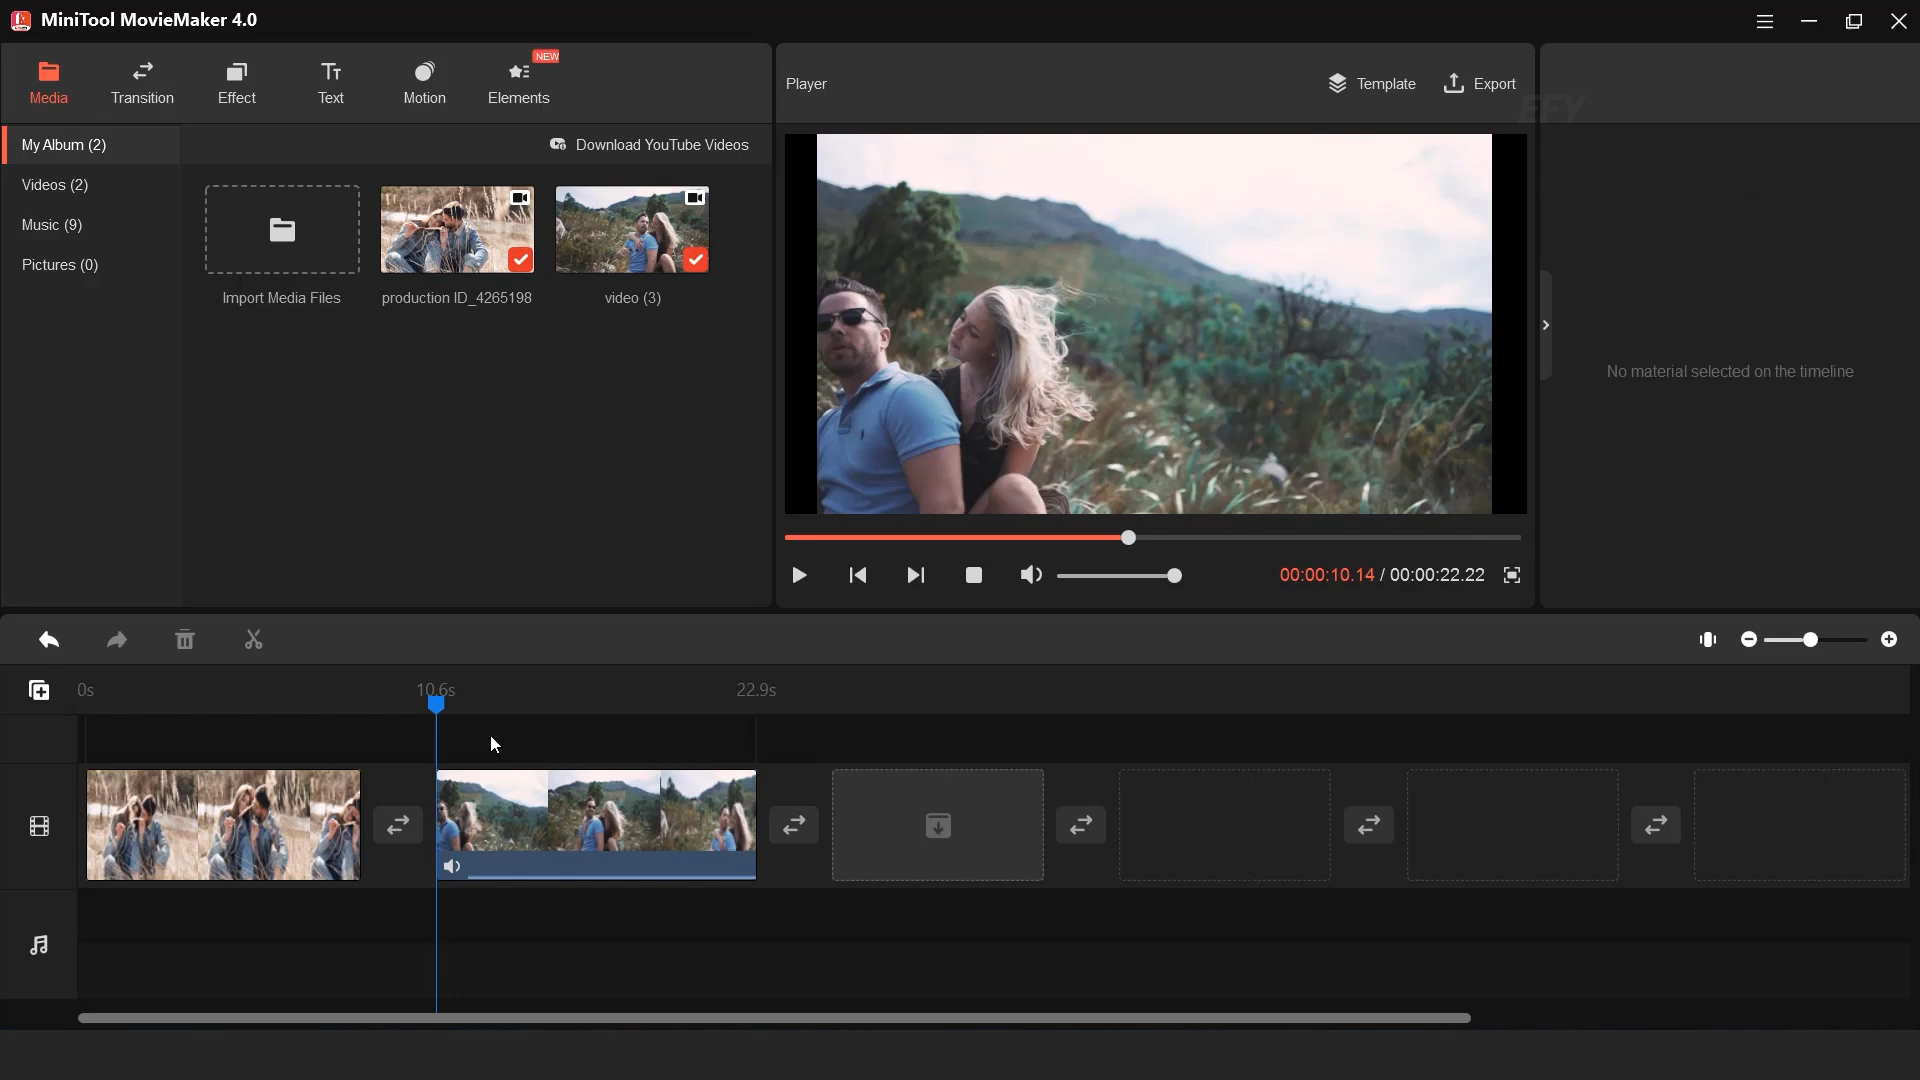 MiniTool MovieMaker 4.0
NEW
Media
Transition
Effect
Text
Motion
Elements
Player
Template
Export
EFY
My Album (2)
Download YouTube Videos
Videos (2)
Music (9)
Pictures (0)
Import Media Files
production ID_4265198
video (3)
No material selected on the timeline
00:00:10.14 / 00:00:22.22
0s
10.6s
22.9s